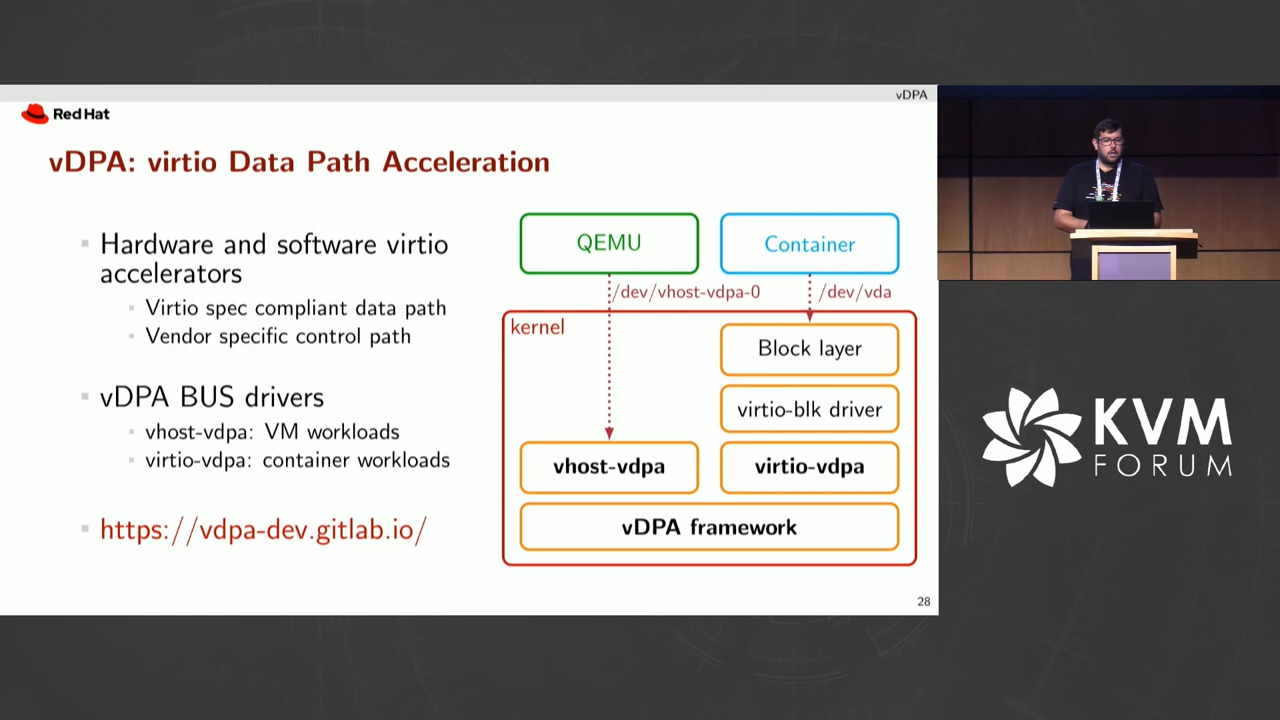 vDPA
Red Hat
vDPA: virtio Data Path Acceleration
Hardware and software virtio
accelerators
Virtio spec compliant data path
Vendor specific control path
vDPA BUS drivers
vhost-vdpa: VM workloads
virtio-vdpa: container workloads
https://vdpa-dev.gitlab.io/
QEMU
Container
/dev/vhost-vdpa-0
/dev/vda
kernel
Block layer
virtio-blk driver
vhost-vdpa
virtio-vdpa
vDPA framework
28
KVM
FORUM